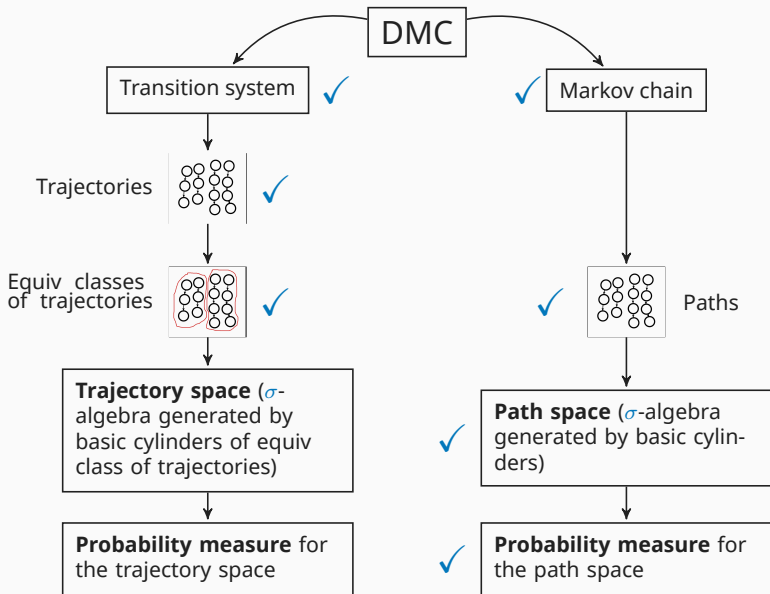 DMC
Transition system
Markov chain
Trajectories
Equiv classes
of trajectories
Paths
Trajectory space (σ-
algebra generated by
basic cylinders of equiv
class of trajectories)
Path space (σ-algebra
generated by basic cylin-
ders)
Probability measure for
the trajectory space
Probability measure for
the path space